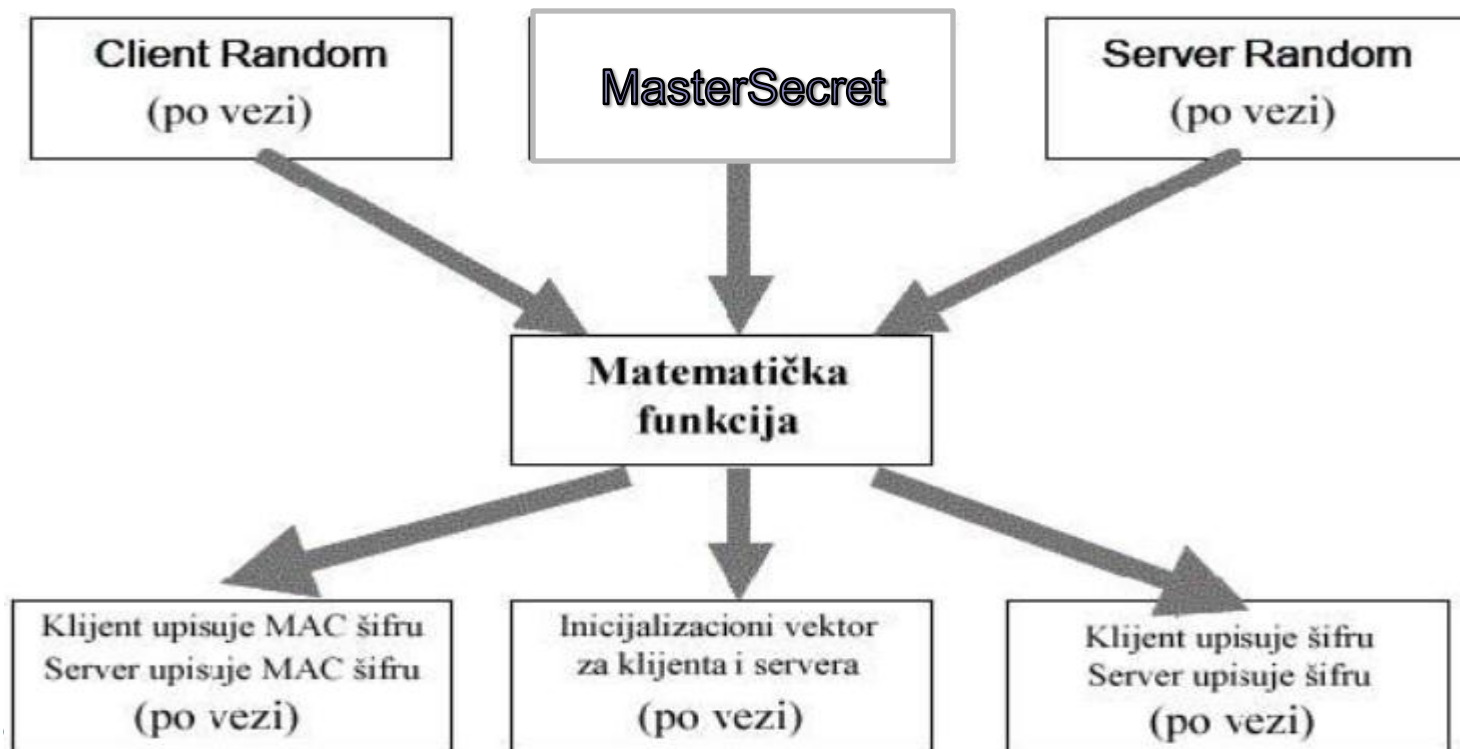 Client Random
(po vezi)
MasterSecret
Server Random
(po vezi)
Matematička
funkcija
Klijent upisuje MAC šifru
Server upisuje MAC šifru
(po vezi)
Inicijalizacioni vektor
za klijenta i servera
(po vezi)
Klijent upisuje šifru
Server upisuje šifru
(po vezi)